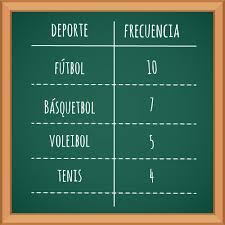 DEPORTE FRECUENCIA
FÚTBOL 10
BÁSQUETBOL 7
VOLEIBOL 5
TENIS 4